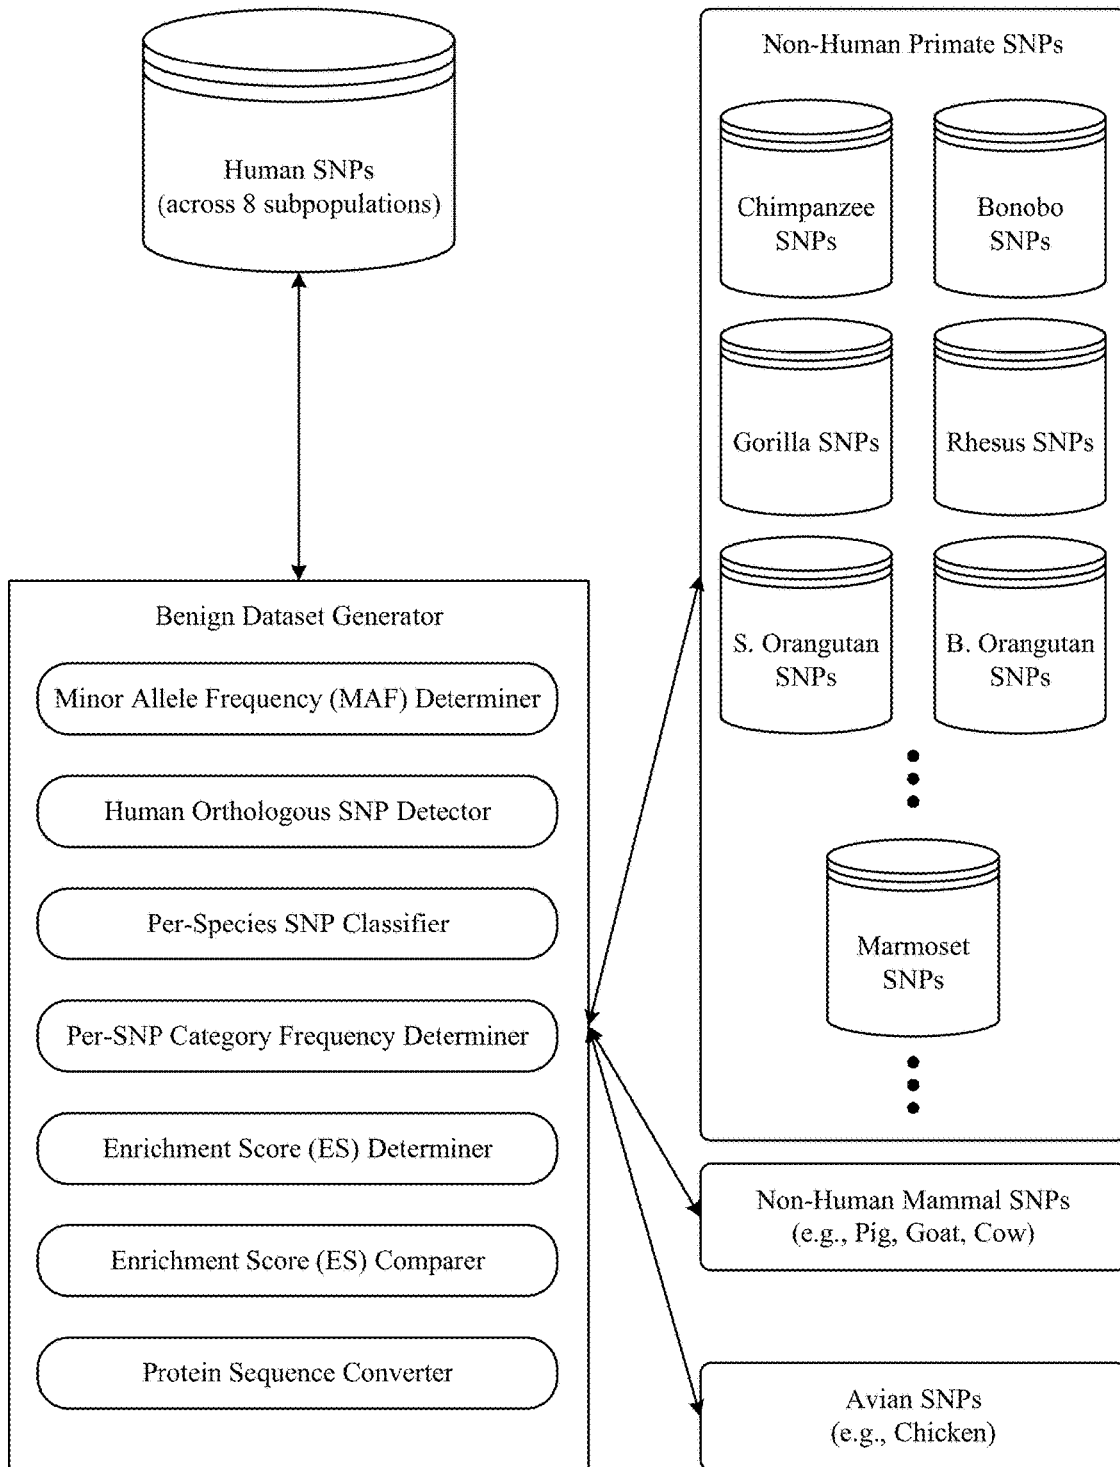 Human SNPs
(across 8 subpopulations)
Benign Dataset Generator
Minor Allele Frequency (MAF) Determiner
Human Orthologous SNP Detector
Per-Species SNP Classifier
Per-SNP Category Frequency Determiner
Enrichment Score (ES) Determiner
Enrichment Score (ES) Comparer
Protein Sequence Converter
Non-Human Primate SNPs
Chimpanzee
SNPs
Bonobo
SNPs
Gorilla SNPs
Rhesus SNPs
S. Orangutan
SNPs
B. Orangutan
SNPs
Marmoset
SNPs
Non-Human Mammal SNPs
(e.g., Pig, Goat, Cow)
Avian SNPs
(e.g., Chicken)